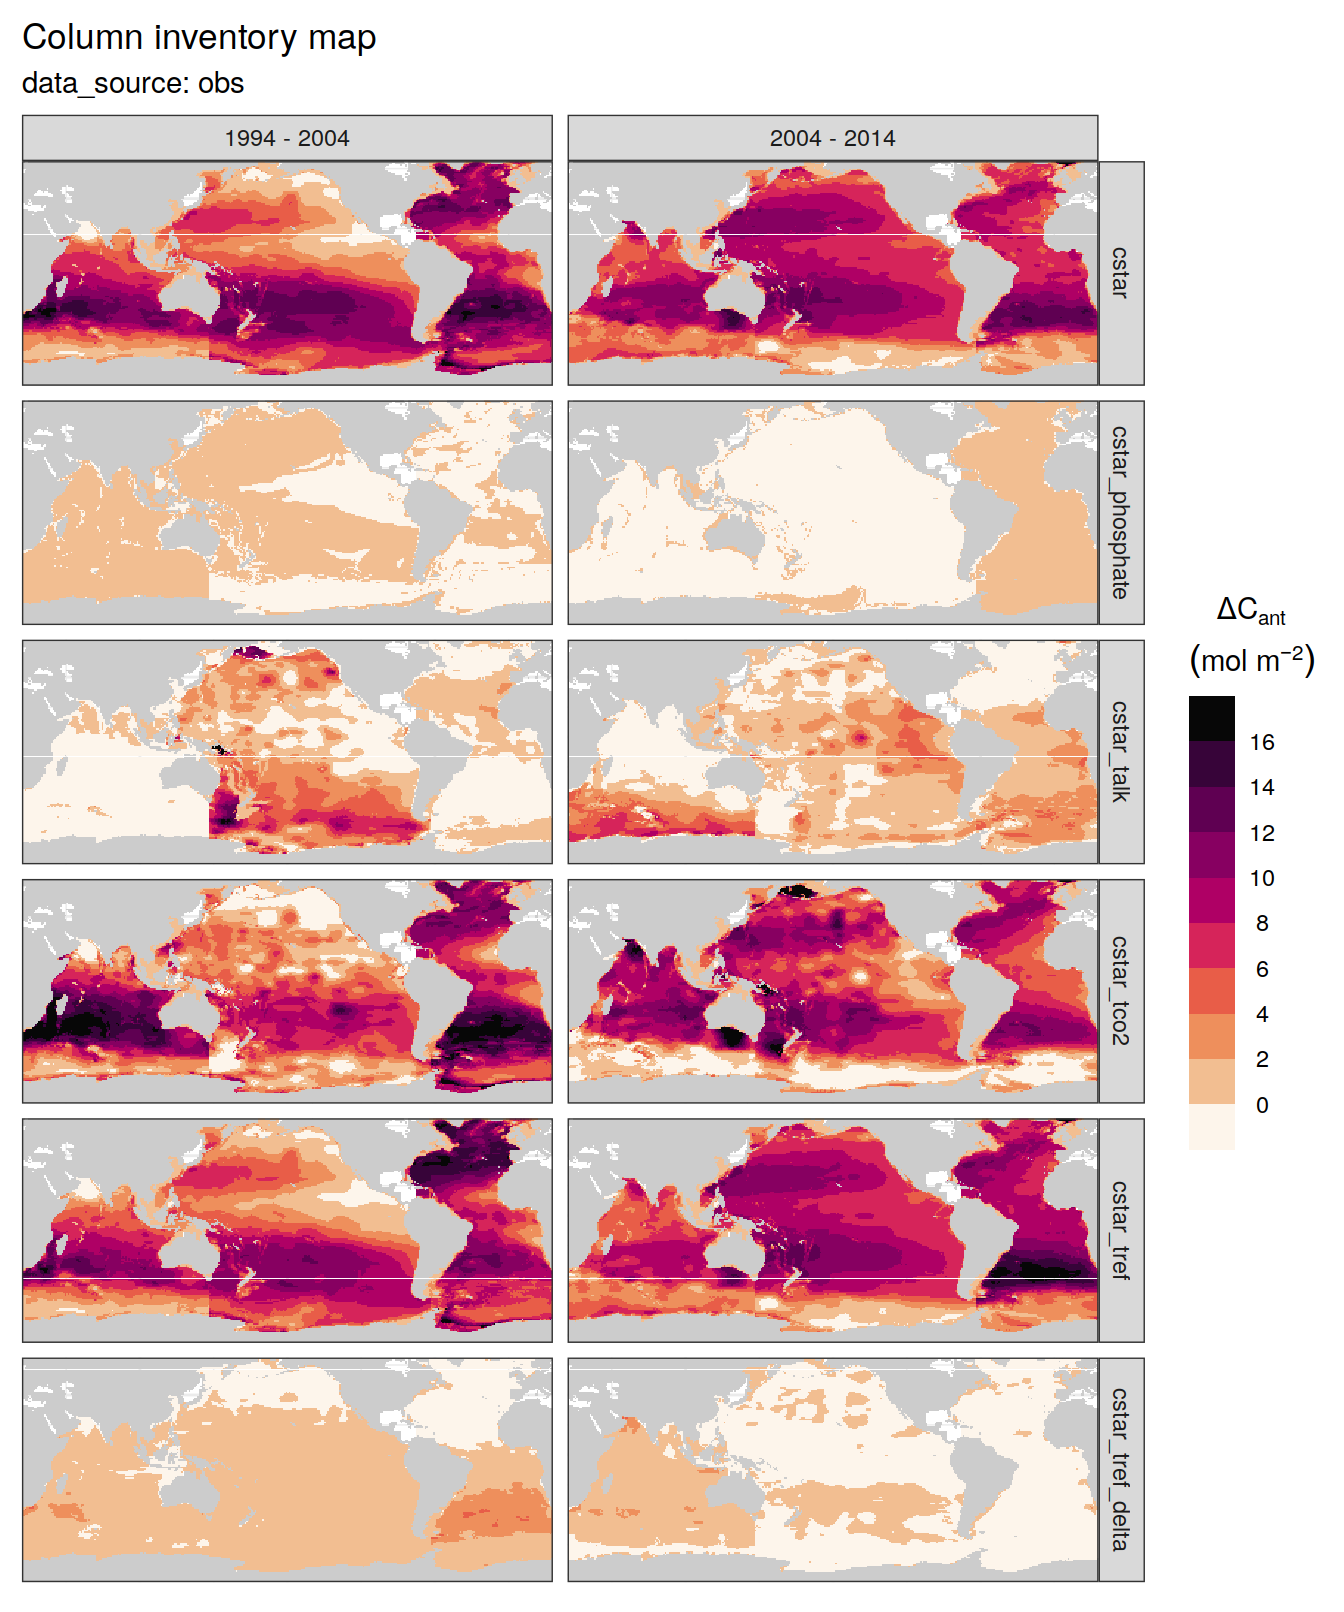 Column inventory map
data_source: obs
1994 - 2004
2004 - 2014
cstar
cstar_phosphate
cstar_talk
cstar_tco2
cstar_tref
cstar_tref_delta
ΔCant
(mol m−2)
16
14
12
10
8
6
4
2
0